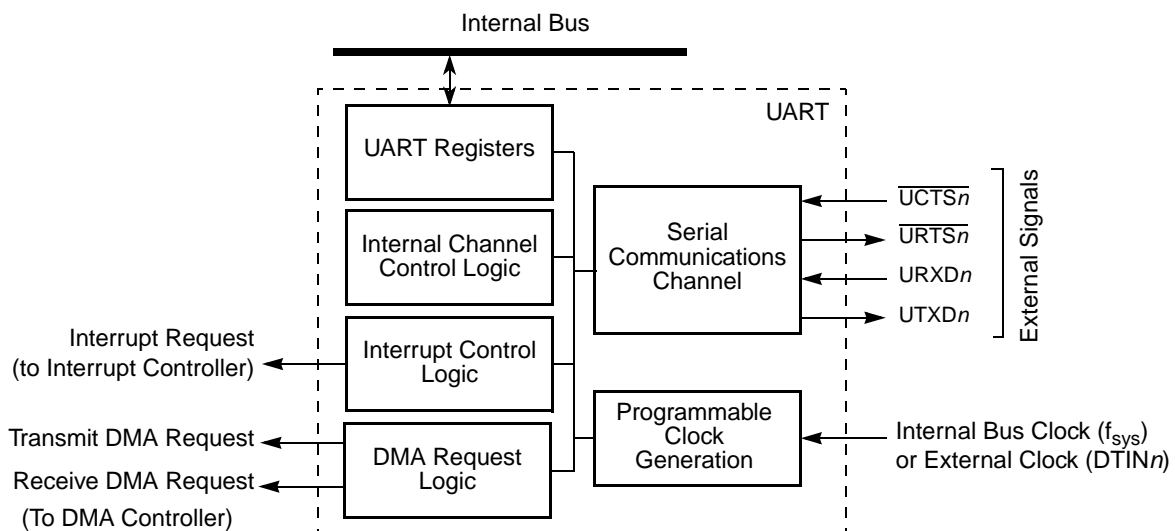 Internal Bus
UART
UART Registers
Internal Channel
Control Logic
Interrupt Control
Logic
DMA Request
Logic
Serial
Communications
Channel
Programmable
Clock
Generation
UCTSn
URTSn
URXDn
UTXDn
External Signals
Interrupt Request
(to Interrupt Controller)
Transmit DMA Request
Receive DMA Request
(To DMA Controller)
Internal Bus Clock (fsys)
or External Clock (DTINn)